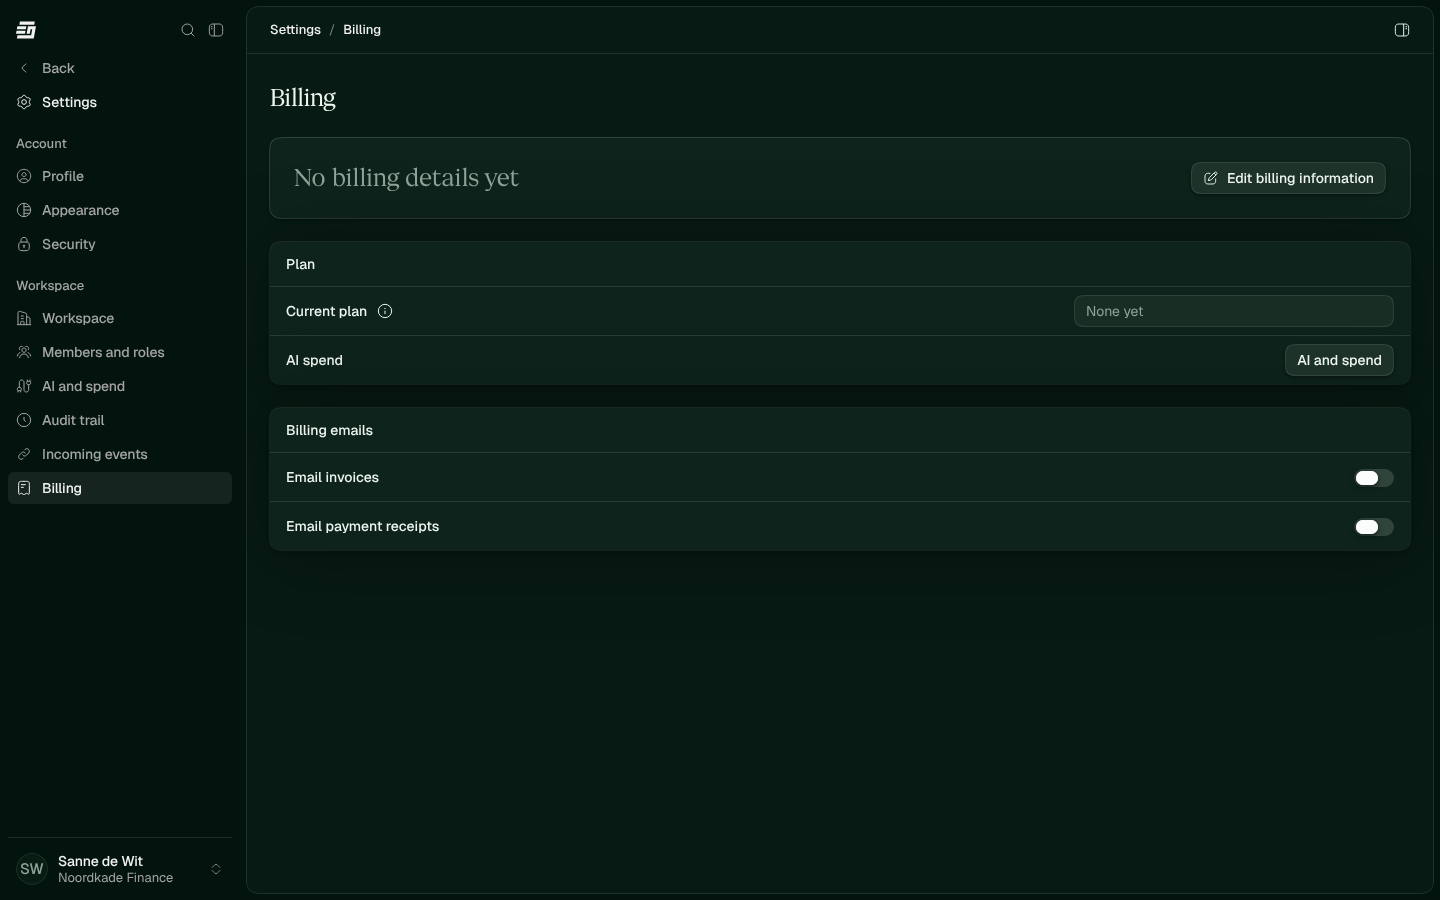 Back
Settings
Account
Profile
Appearance
Security
Workspace
Workspace
Members and roles
AI and spend
Audit trail
Incoming events
Billing
SW
Sanne de Wit
Noordkade Finance
Settings / Billing
Billing
No billing details yet
Edit billing information
Plan
Current plan
None yet
AI spend
AI and spend
Billing emails
Email invoices
Email payment receipts